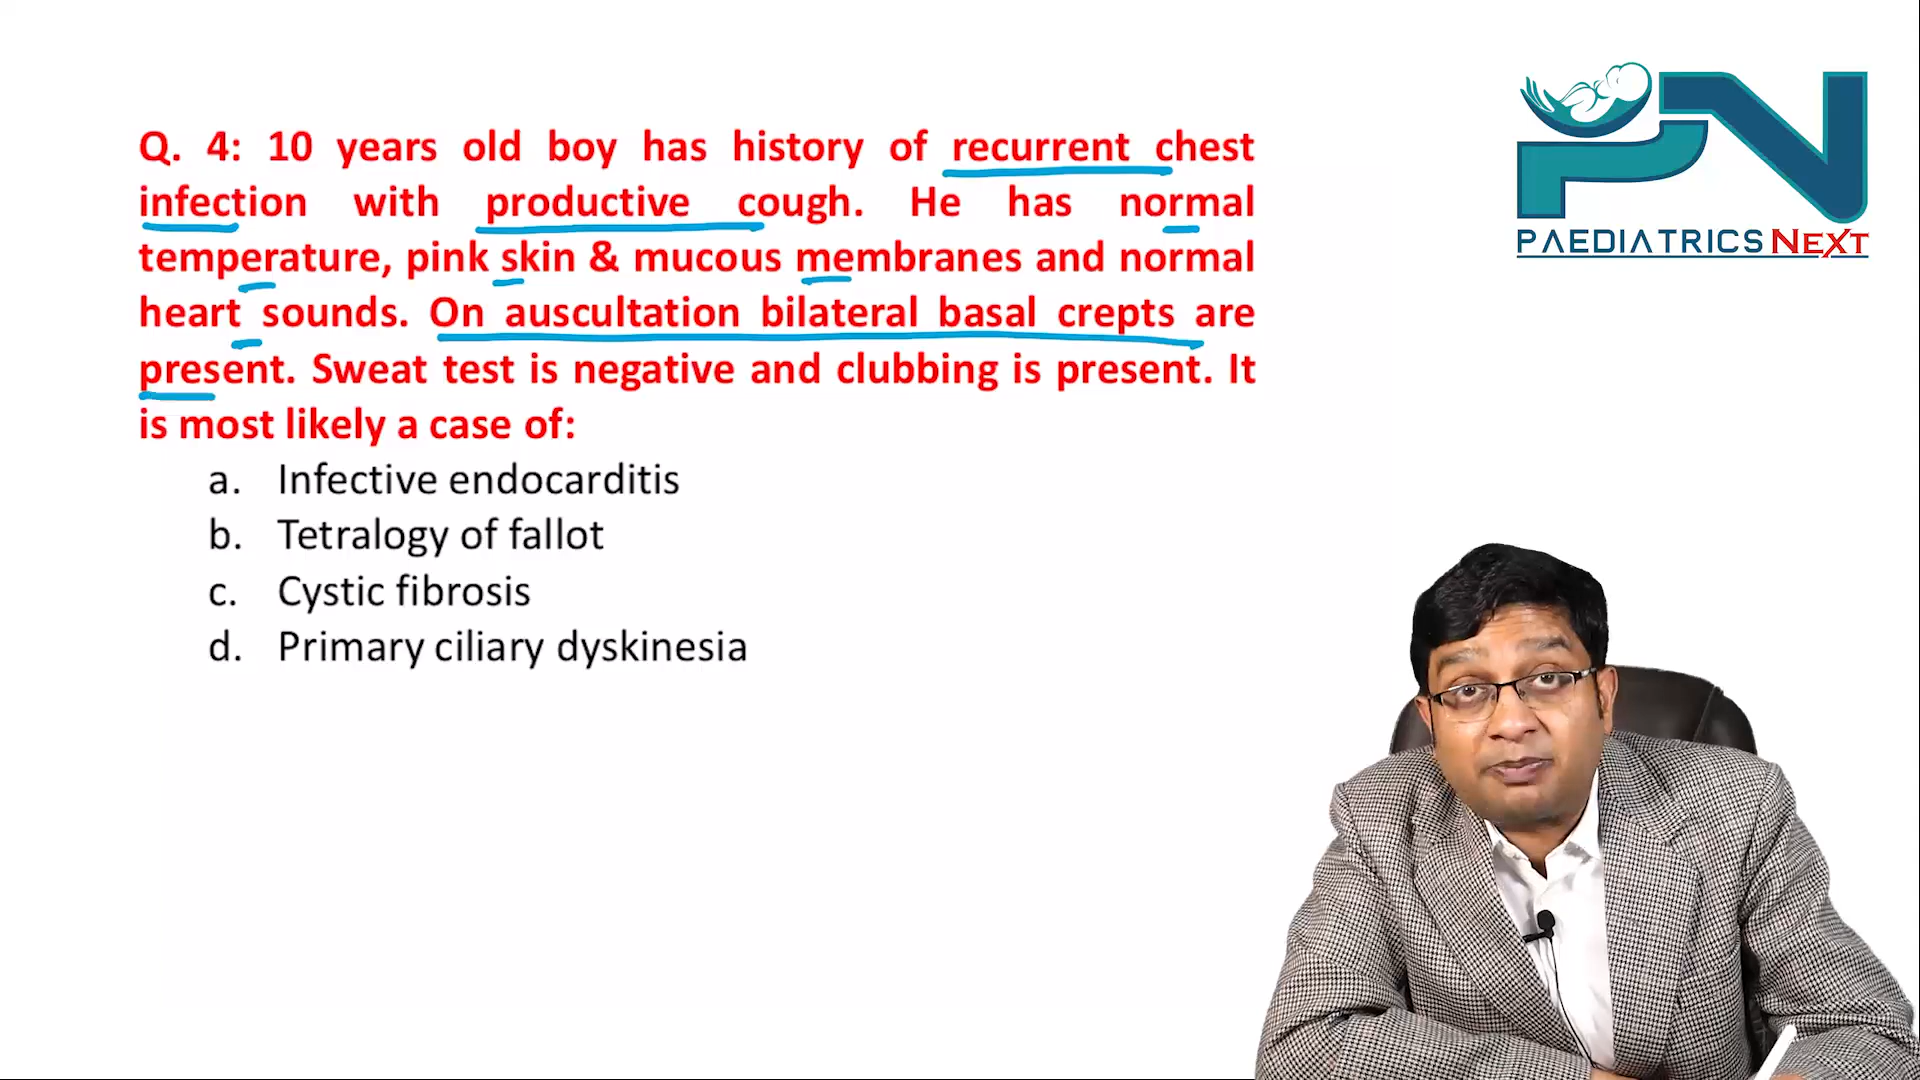 Q. 4: 10 years old boy has history of recurrent chest
infection with productive cough. He has normal
temperature, pink skin & mucous membranes and normal
heart sounds. On auscultation bilateral basal crepts are
present. Sweat test is negative and clubbing is present. It
is most likely a case of:
a. Infective endocarditis
b. Tetralogy of fallot
c. Cystic fibrosis
d. Primary ciliary dyskinesia
PN
PAEDIATRICS NEXT